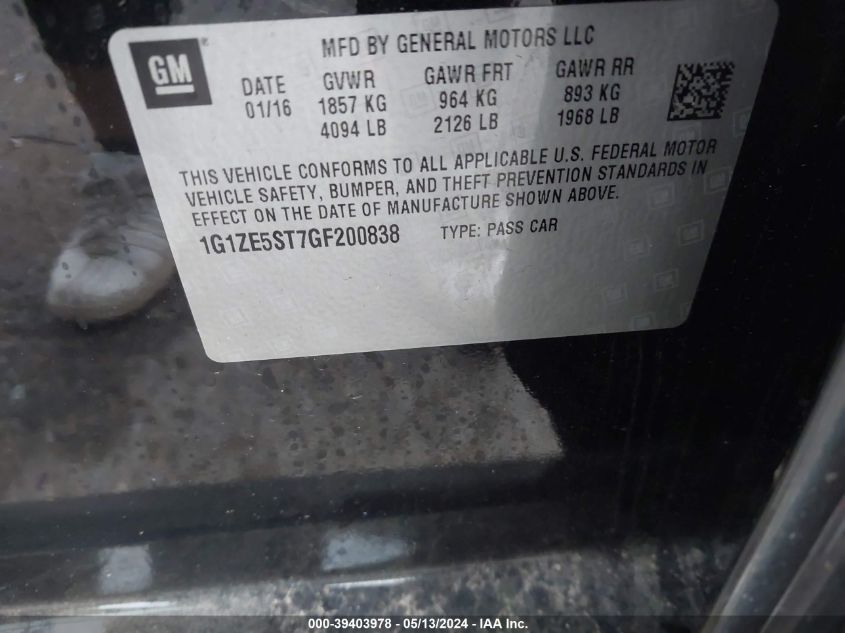 GM
MFD BY GENERAL MOTORS LLC
DATE GVWR GAWR FRT GAWR RR
01/16 1857 KG 964 KG 893 KG
4094 LB 2126 LB 1968 LB
THIS VEHICLE CONFORMS TO ALL APPLICABLE U.S. FEDERAL MOTOR
VEHICLE SAFETY, BUMPER, AND THEFT PREVENTION STANDARDS IN
EFFECT ON THE DATE OF MANUFACTURE SHOWN ABOVE.
1G1ZE5ST7GF200838 TYPE: PASS CAR
000-39403978 - 05/13/2024 - IAA Inc.